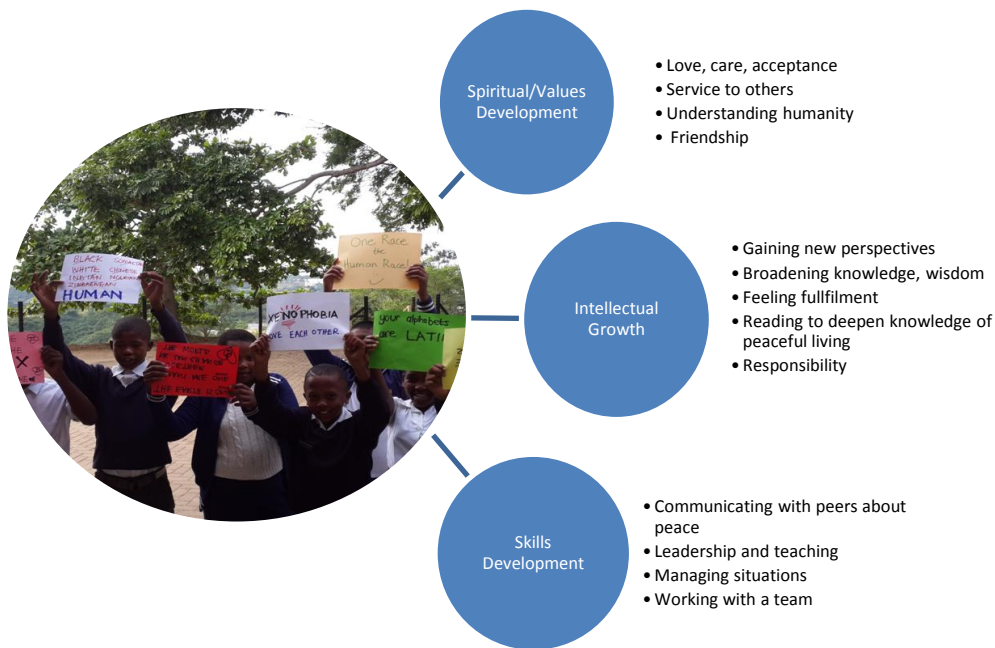 Spiritual/Values
Development
• Love, care, acceptance
• Service to others
• Understanding humanity
• Friendship
BLACK
WHITE CHINESE
INDIAN
HUMAN
One Race
the
Human Race!
XENOPHOBIA
LOVE EACH OTHER
your alphabets
are LATI
Intellectual
Growth
• Gaining new perspectives
• Broadening knowledge, wisdom
• Feeling fullfilment
• Reading to deepen knowledge of
peaceful living
• Responsibility
Skills
Development
• Communicating with peers about
peace
• Leadership and teaching
• Managing situations
• Working with a team